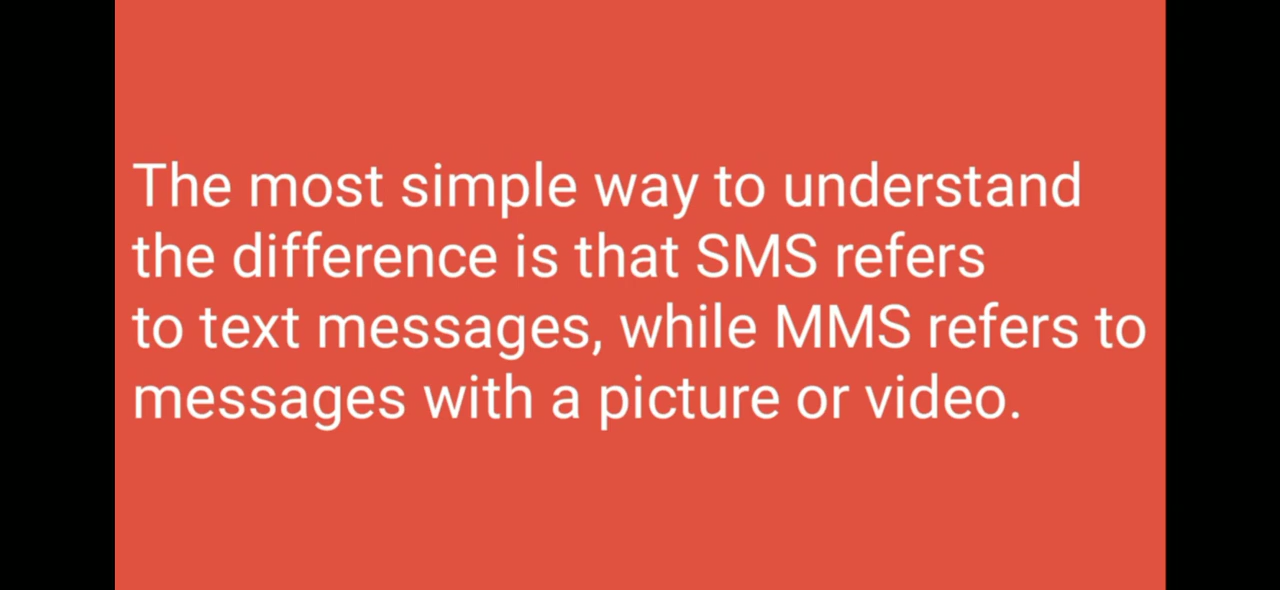 The most simple way to understand
the difference is that SMS refers
to text messages, while MMS refers to
messages with a picture or video.